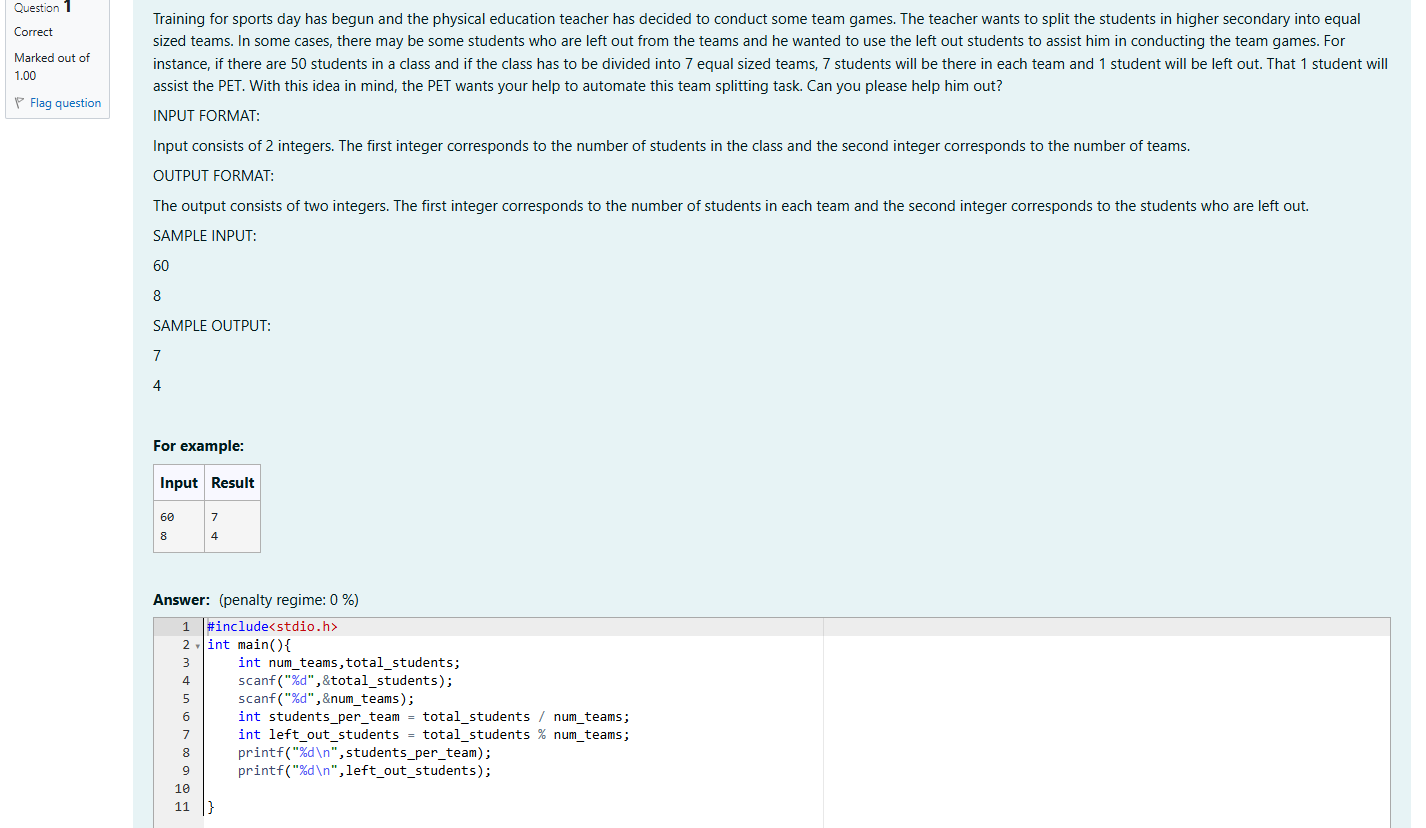 Question 1
Correct
Marked out of
1.00
Flag question
Training for sports day has begun and the physical education teacher has decided to conduct some team games. The teacher wants to split the students in higher secondary into equal
sized teams. In some cases, there may be some students who are left out from the teams and he wanted to use the left out students to assist him in conducting the team games. For
instance, if there are 50 students in a class and if the class has to be divided into 7 equal sized teams, 7 students will be there in each team and 1 student will be left out. That 1 student will
assist the PET. With this idea in mind, the PET wants your help to automate this team splitting task. Can you please help him out?
INPUT FORMAT:
Input consists of 2 integers. The first integer corresponds to the number of students in the class and the second integer corresponds to the number of teams.
OUTPUT FORMAT:
The output consists of two integers. The first integer corresponds to the number of students in each team and the second integer corresponds to the students who are left out.
SAMPLE INPUT:
60
8
SAMPLE OUTPUT:
7
4
For example:
Input Result
60 7
8 4
Answer: (penalty regime: 0 %)
1 #include<stdio.h>
2 int main(){
3 int num_teams,total_students;
4 scanf("%d",&total_students);
5 scanf("%d",&num_teams);
6 int students_per_team = total_students / num_teams;
7 int left_out_students = total_students % num_teams;
8 printf("%d\n",students_per_team);
9 printf("%d\n",left_out_students);
10
11 }